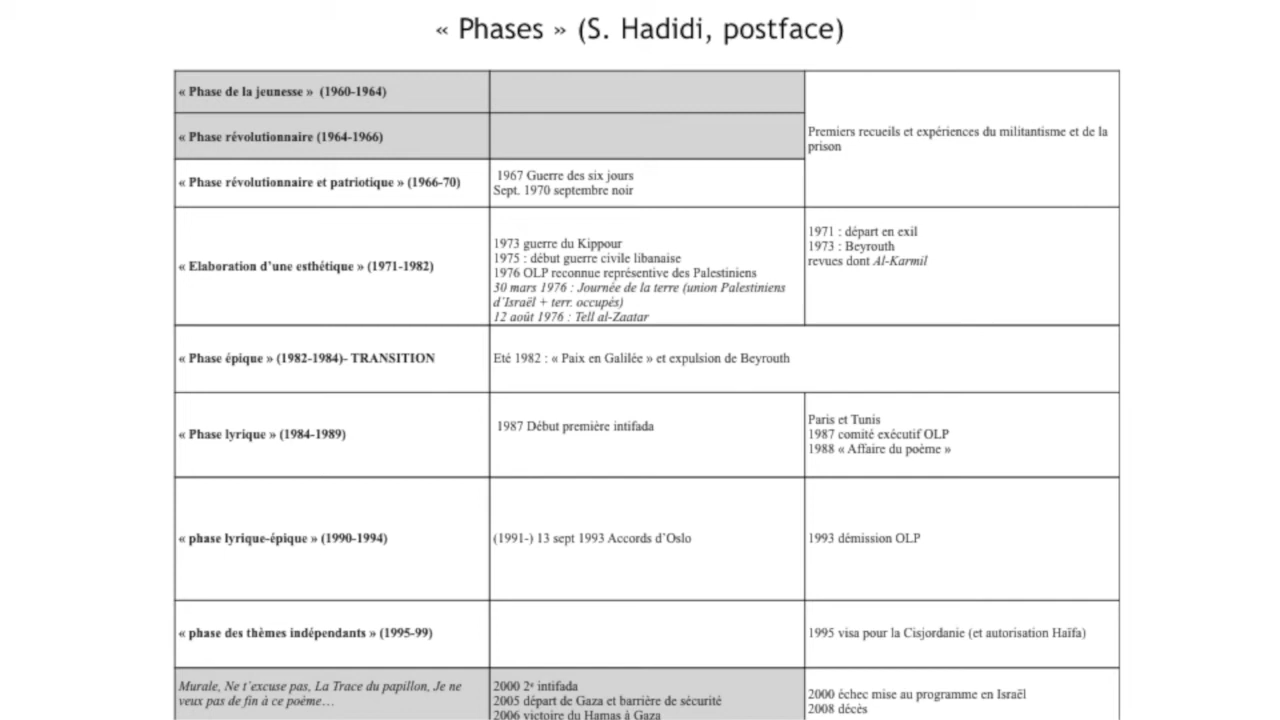 « Phases » (S. Hadidi, postface)
« Phase de la jeunesse » (1960-1964)
« Phase révolutionnaire (1964-1966)
Premiers recueils et expériences du militantisme et de la
prison
« Phase révolutionnaire et patriotique » (1966-70)
1967 Guerre des six jours
Sept. 1970 septembre noir
« Elaboration d’une esthétique » (1971-1982)
1973 guerre du Kippour
1975 : début guerre civile libanaise
1976 OLP reconnue représentive des Palestiniens
30 mars 1976 : Journée de la terre (union Palestiniens
d’Israël + terr. occupés)
12 août 1976 : Tell al-Zaatar
1971 : départ en exil
1973 : Beyrouth
revues dont Al-Karmil
« Phase épique » (1982-1984)- TRANSITION
Eté 1982 : « Paix en Galilée » et expulsion de Beyrouth
« Phase lyrique » (1984-1989)
1987 Début première intifada
Paris et Tunis
1987 comité exécutif OLP
1988 « Affaire du poème »
« phase lyrique-épique » (1990-1994)
(1991-) 13 sept 1993 Accords d’Oslo
1993 démission OLP
« phase des thèmes indépendants » (1995-99)
1995 visa pour la Cisjordanie (et autorisation Haïfa)
Murale, Ne t’excuse pas, La Trace du papillon, Je ne
veux pas de fin à ce poème…
2000 2e intifada
2005 départ de Gaza et barrière de sécurité
2006 victoire du Hamas à Gaza
2000 échec mise au programme en Israël
2008 décès